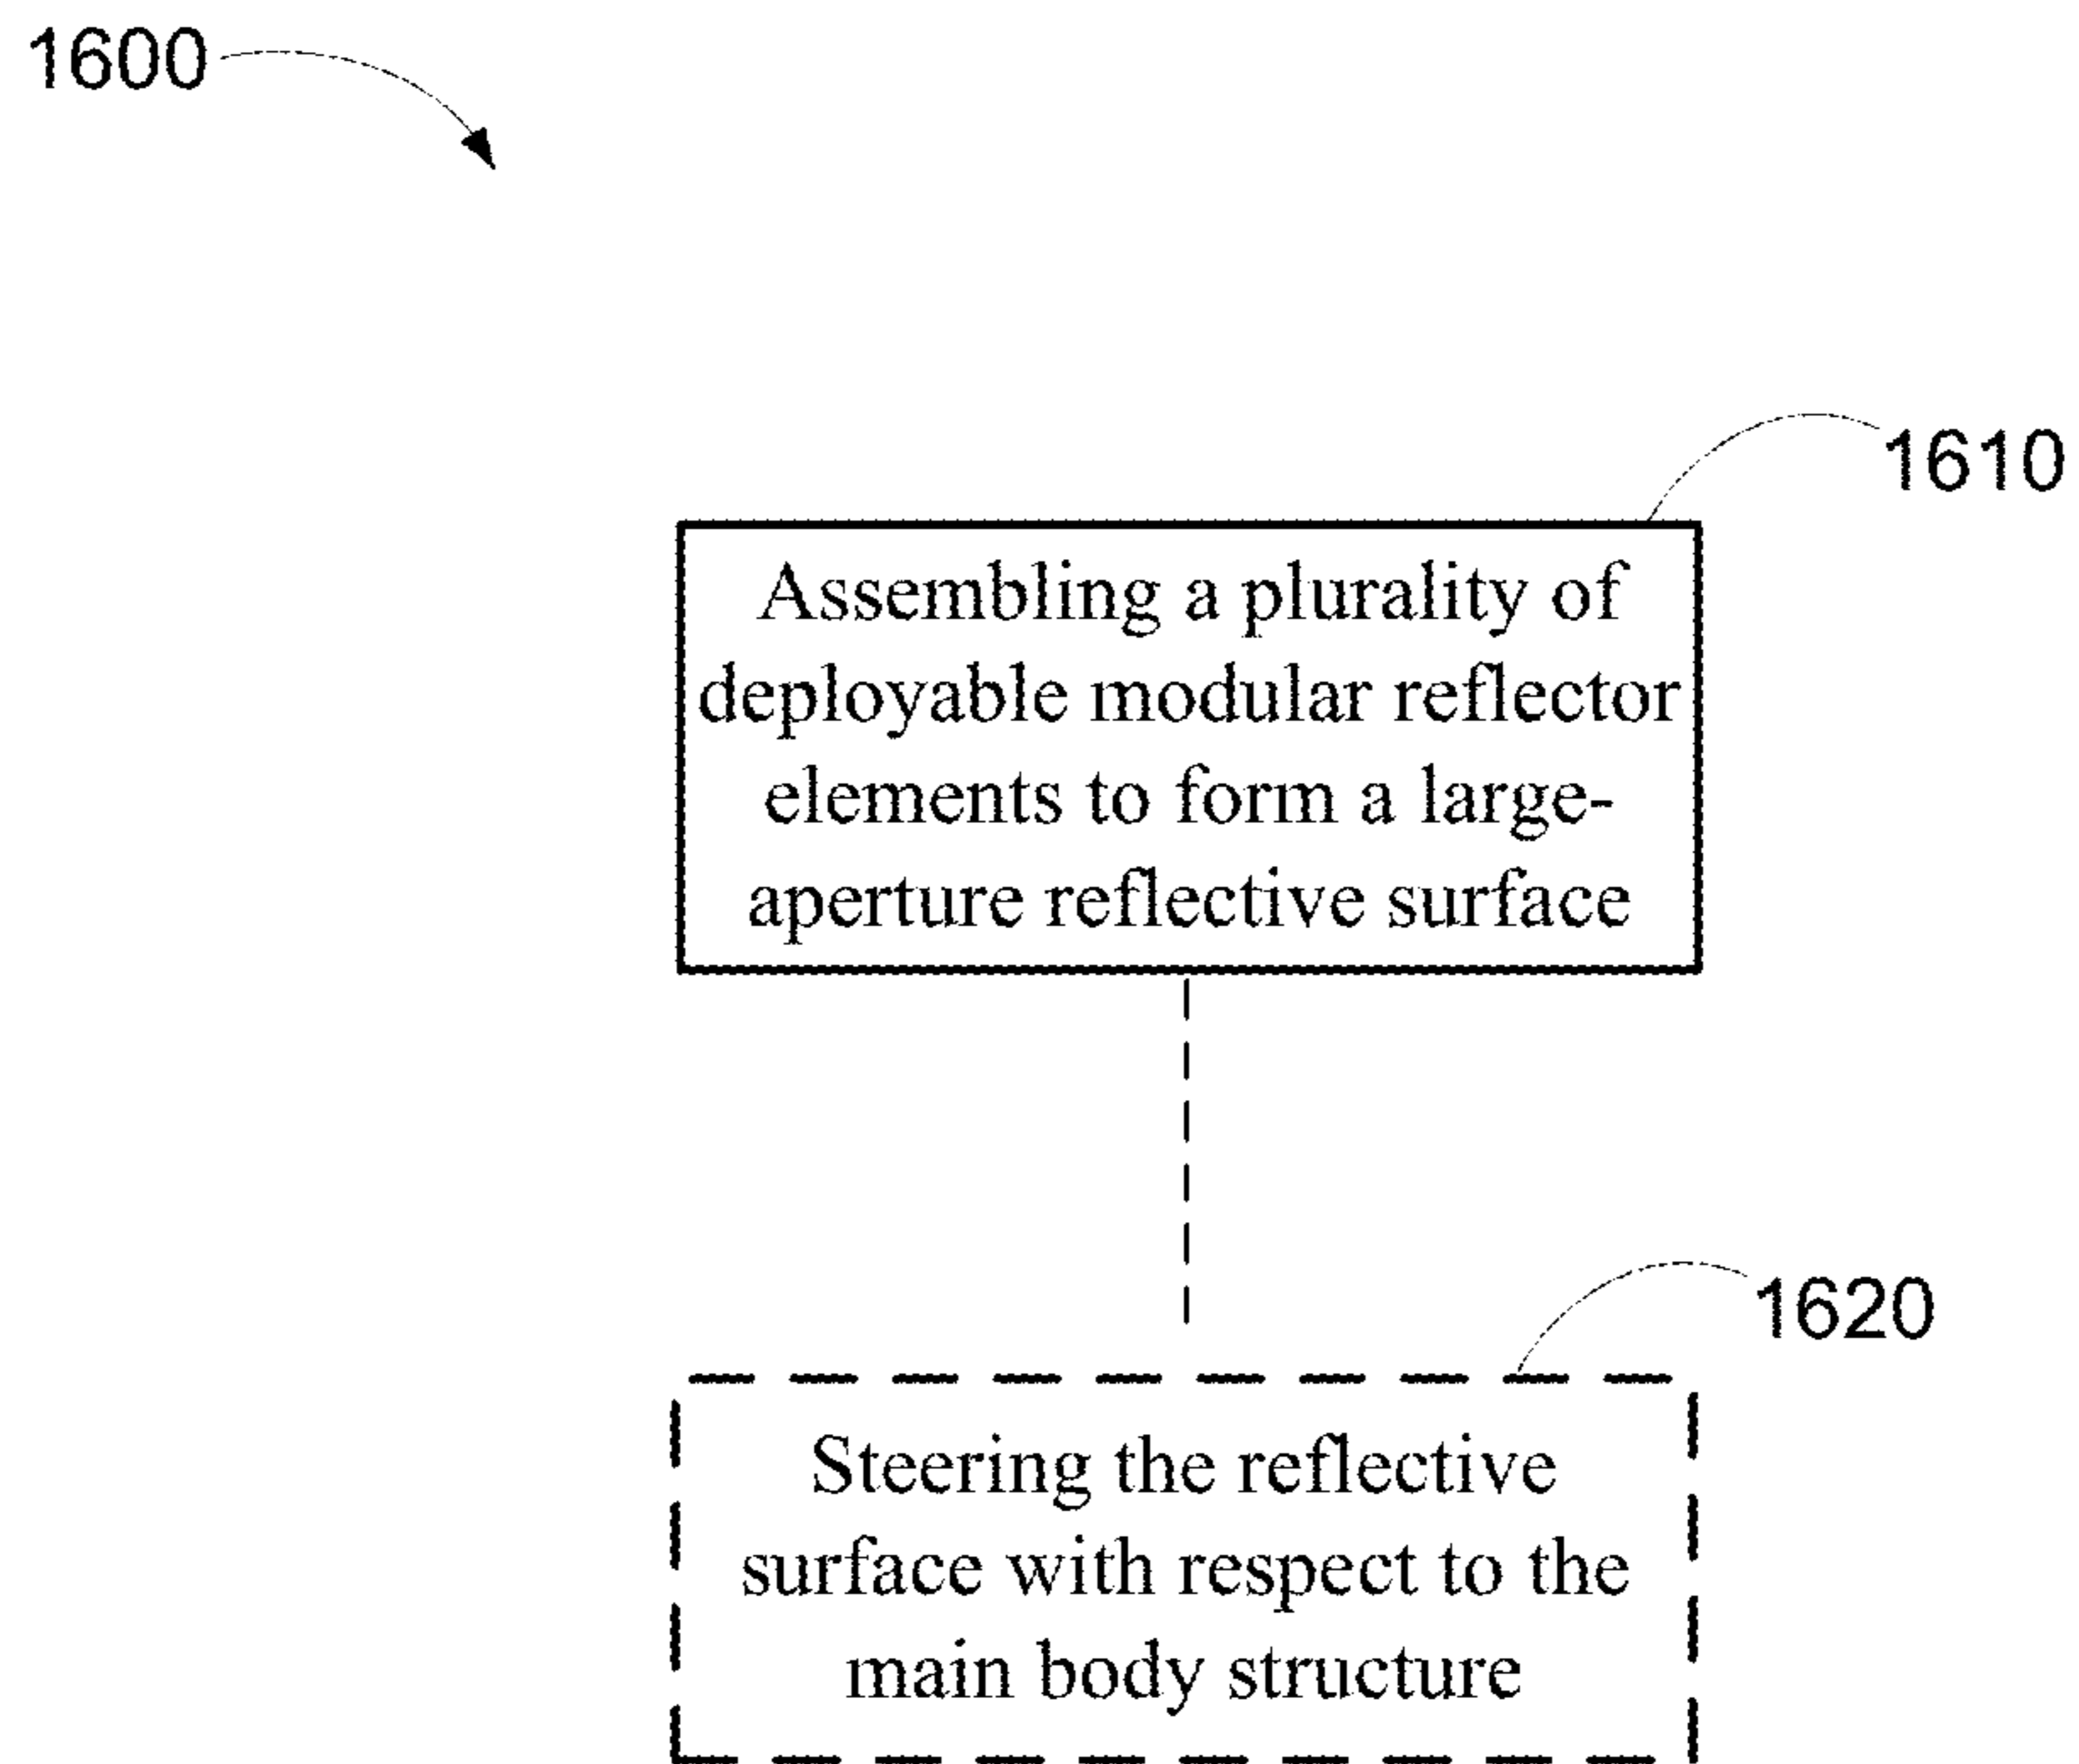 1600
1610
Assembling a plurality of
deployable modular reflector
elements to form a large-
aperture reflective surface
1620
Steering the reflective
surface with respect to the
main body structure